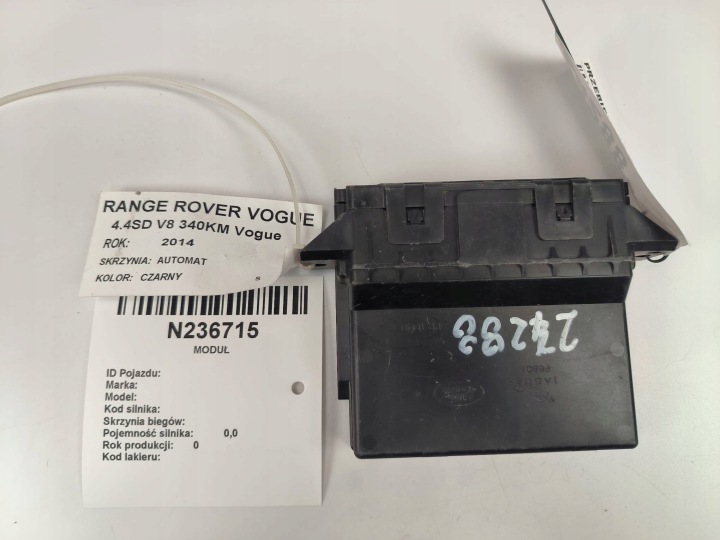 RANGE ROVER VOGUE
4.4SD V8 340KM Vogue
ROK: 2014
SKRZYNIA: AUTOMAT
KOLOR: CZARNY s
N236715
MODUŁ
ID Pojazdu:
Marka:
Model:
Kod silnika:
Skrzynia biegów:
Pojemność silnika: 0,0
Rok produkcji: 0
Kod lakieru:
JAGUAR